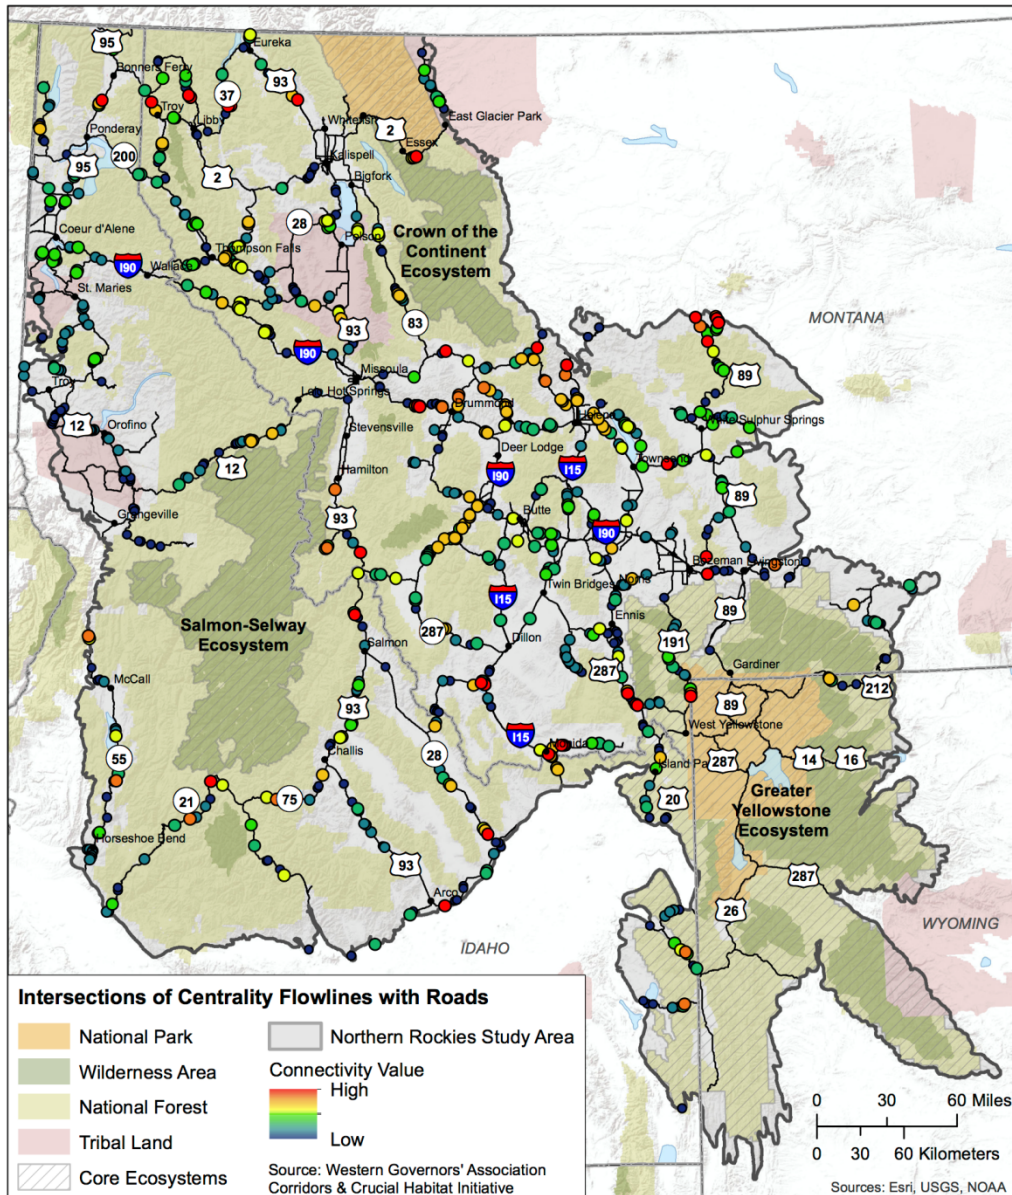 95
Bonners Ferry
Eureka
93
37
Troy
Libby
Whitefish
East Glacier Park
2
Essex
Ponderay
95
200
2
Kalispell
Bigfork
28
Polson
Crown of the
Continent
Ecosystem
Coeur d'Alene
I90
Wallace
Thompson Falls
St. Maries
93
83
MONTANA
I90
Missoula
89
Troy
Lolo Hot Springs
Drummond
Helena
White Sulphur Springs
12
Orofino
Stevensville
Deer Lodge
Townsend
12
Hamilton
I90
I15
89
Grangeville
93
Butte
I90
Bozeman
Livingston
Twin Bridges
Norris
I15
89
Salmon-Selway
Ecosystem
Ennis
191
287
Salmon
Dillon
287
Gardiner
212
McCall
93
89
West Yellowstone
55
28
I15
Monida
287
14
16
Challis
Island Park
21
75
20
Greater
Yellowstone
Ecosystem
Horseshoe Bend
93
287
Arco
26
WYOMING
IDAHO
Intersections of Centrality Flowlines with Roads
National Park
Wilderness Area
National Forest
Tribal Land
Core Ecosystems
Northern Rockies Study Area
Connectivity Value
High
Low
Source: Western Governors' Association
Corridors & Crucial Habitat Initiative
0 30 60 Miles
0 30 60 Kilometers
Sources: Esri, USGS, NOAA